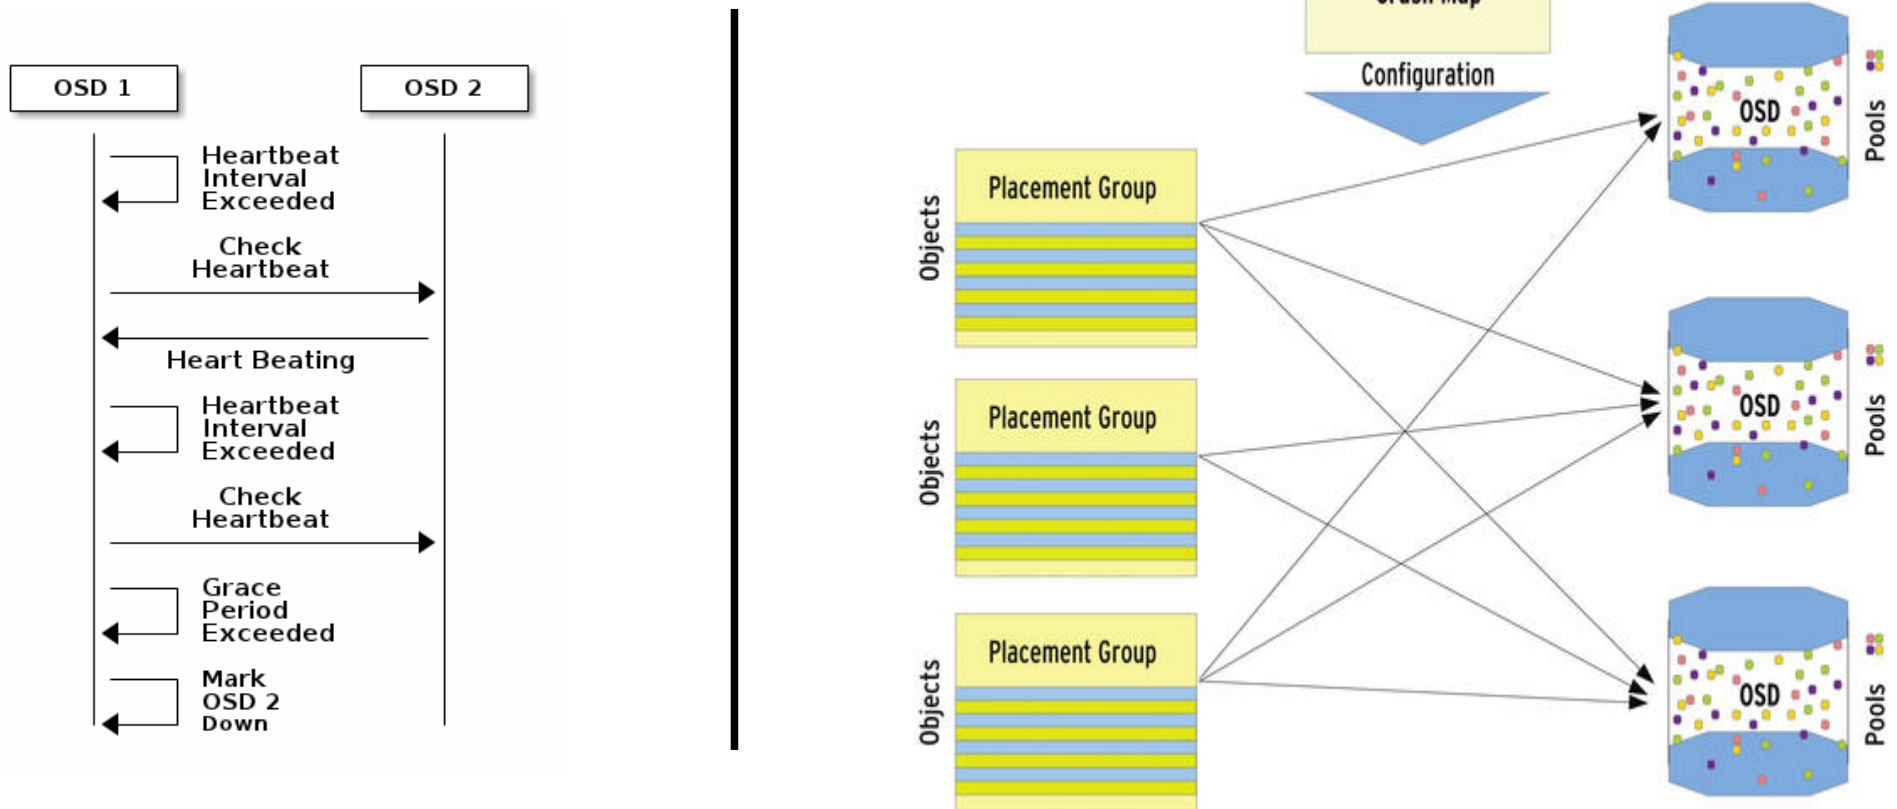 OSD 1
OSD 2
Heartbeat
Interval
Exceeded
Check
Heartbeat
Heart Beating
Heartbeat
Interval
Exceeded
Check
Heartbeat
Grace
Period
Exceeded
Mark
OSD 2
Down
Configuration
Placement Group
Objects
Placement Group
Objects
Placement Group
Objects
OSD
Pools
OSD
Pools
OSD
Pools